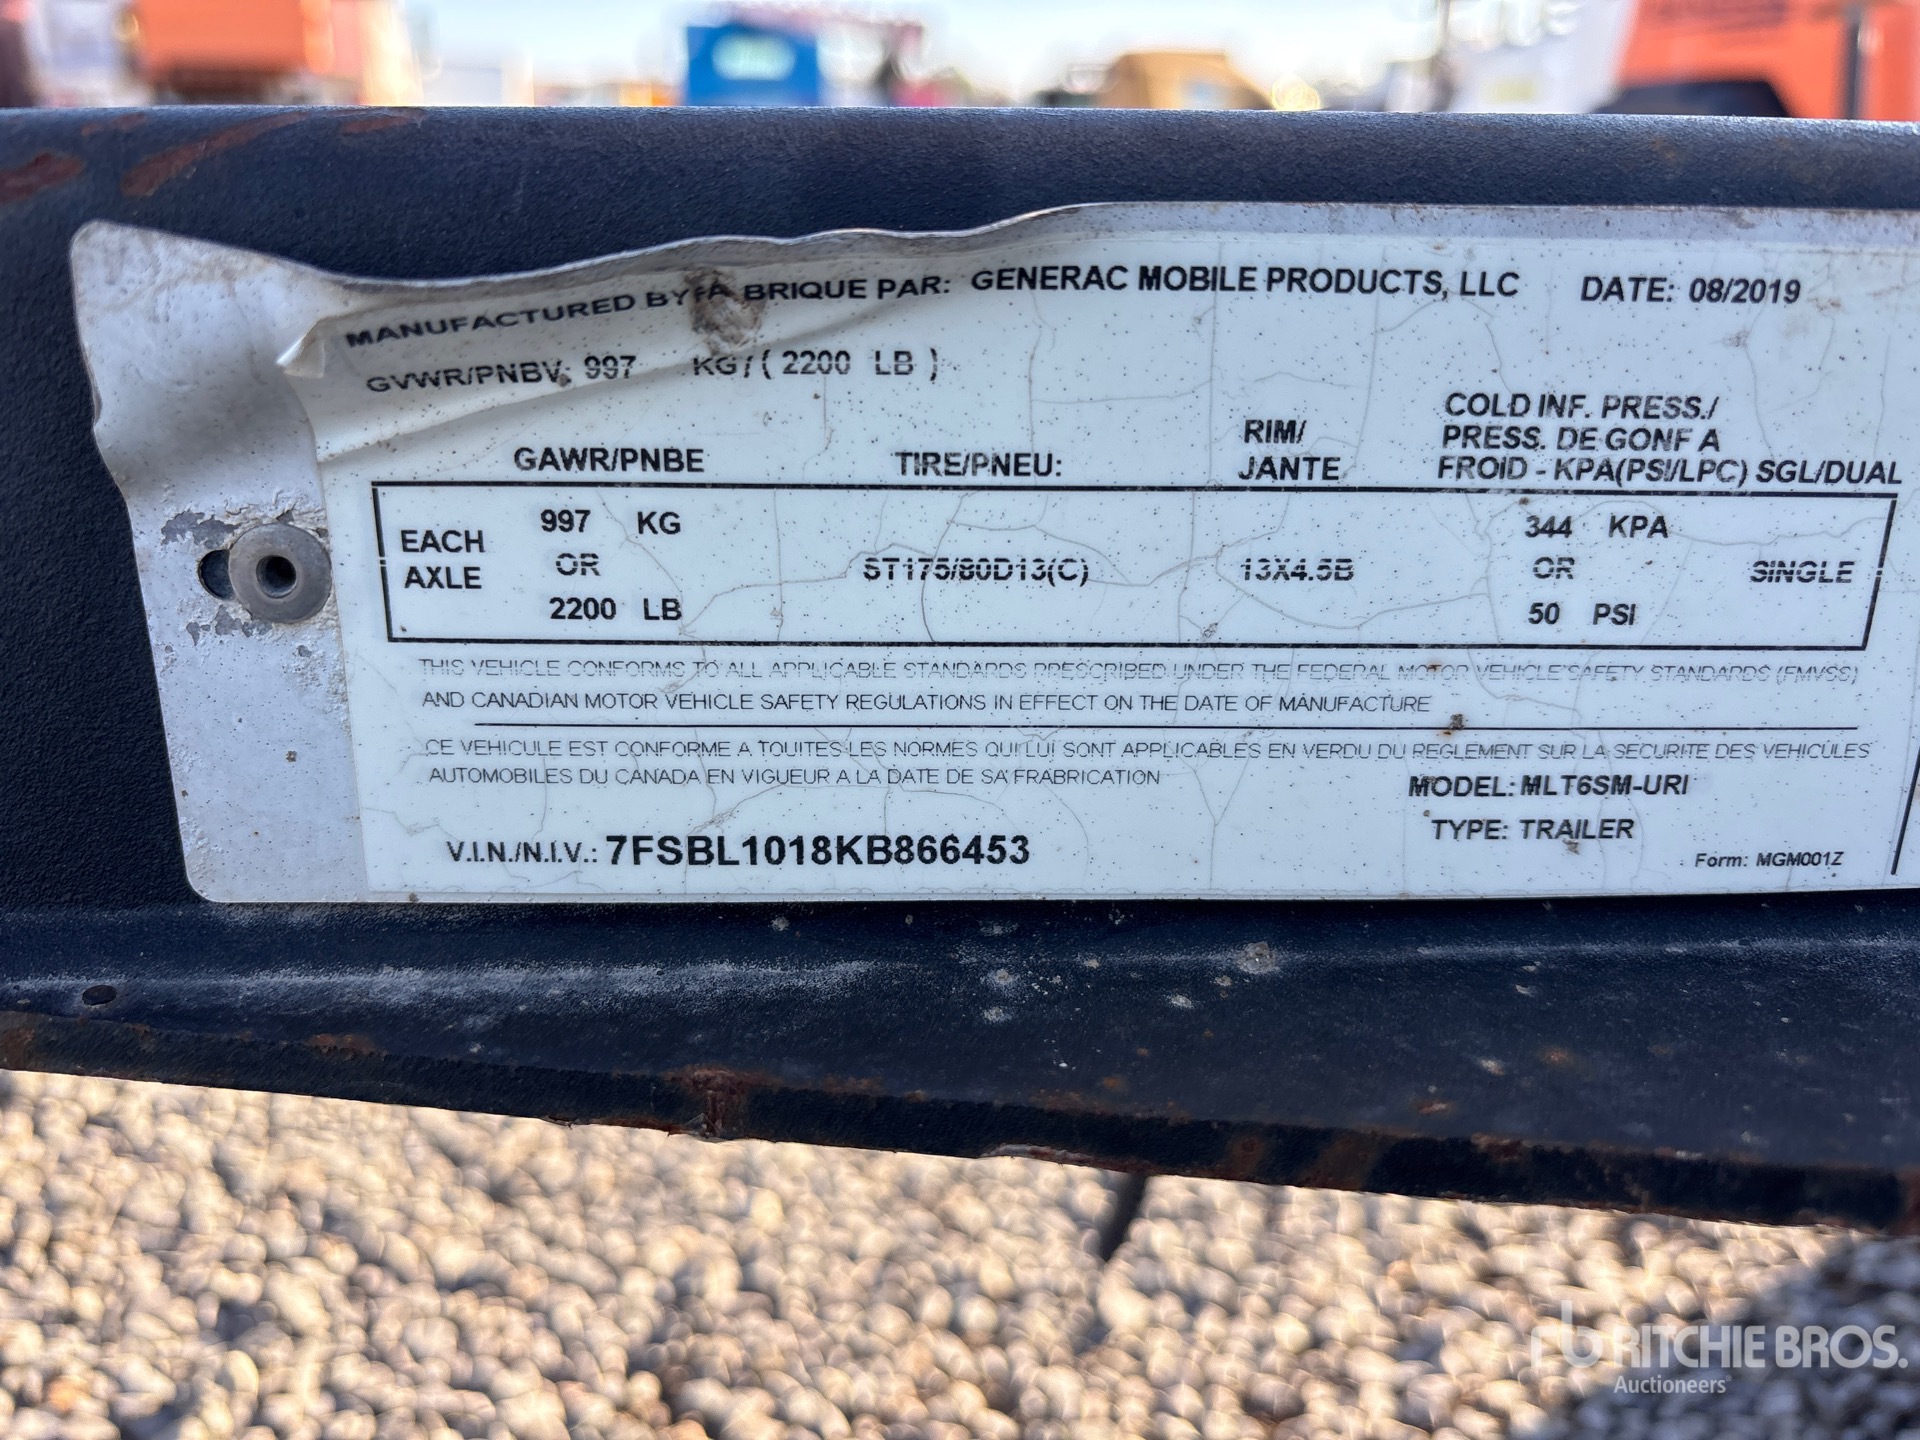 MANUFACTURED BY/FA BRIQUE PAR: GENERAC MOBILE PRODUCTS, LLC DATE: 08/2019
GVWR/PNBV: 997 KG / ( 2200 LB )
GAWR/PNBE TIRE/PNEU: RIM/ JANTE COLD INF. PRESS./
PRESS. DE GONF A
FROID - KPA(PSI/LPC) SGL/DUAL
EACH AXLE 997 KG OR 2200 LB ST175/80D13(C) 13X4.5B 344 KPA OR 50 PSI SINGLE
THIS VEHICLE CONFORMS TO ALL APPLICABLE STANDARDS PRESCRIBED UNDER THE FEDERAL MOTOR VEHICLE SAFETY STANDARDS (FMVSS)
AND CANADIAN MOTOR VEHICLE SAFETY REGULATIONS IN EFFECT ON THE DATE OF MANUFACTURE
CE VEHICULE EST CONFORME A TOUITES LES NORMES QUI LUI SONT APPLICABLES EN VERDU DU REGLEMENT SUR LA SECURITE DES VEHICULES
AUTOMOBILES DU CANADA EN VIGUEUR A LA DATE DE SA FRABRICATION
MODEL: MLT6SM-URI
TYPE: TRAILER
V.I.N./N.I.V.: 7FSBL1018KB866453
Form: MGM001Z
rb RITCHIE BROS.
Auctioneers